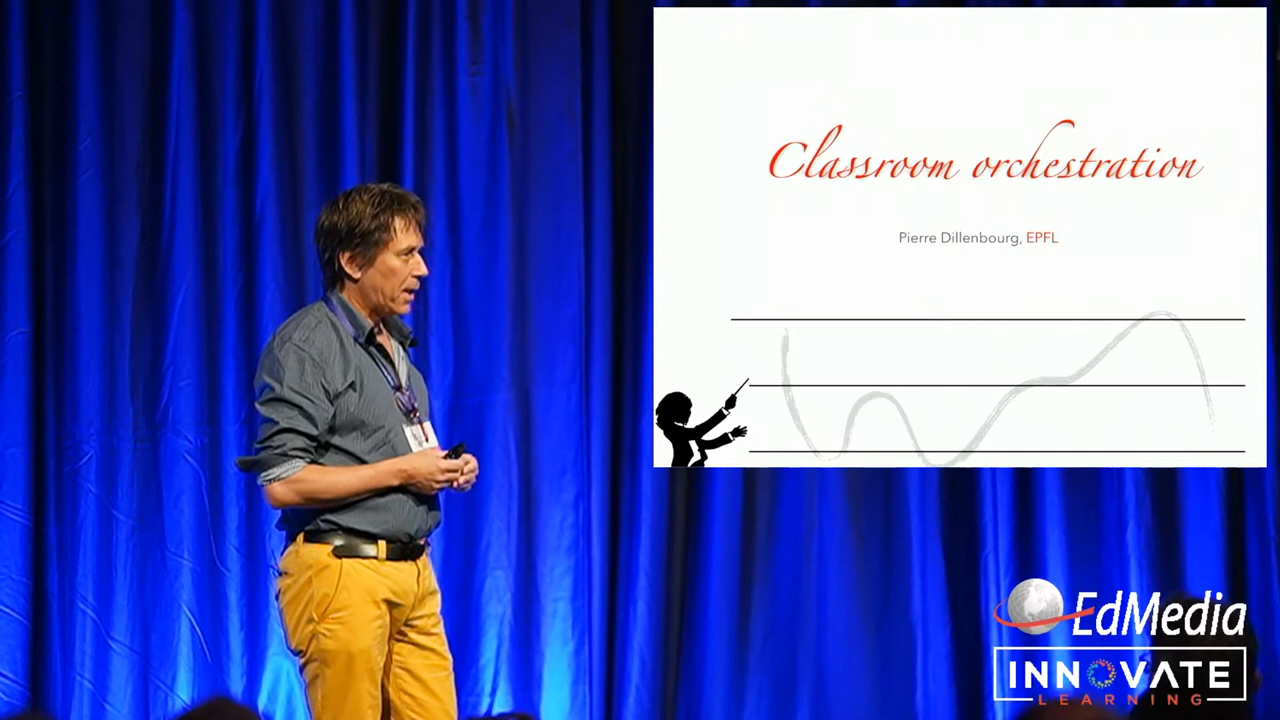 Classroom orchestration
Pierre Dillenbourg, EPFL
EdMedia
INNOVATE
LEARNING